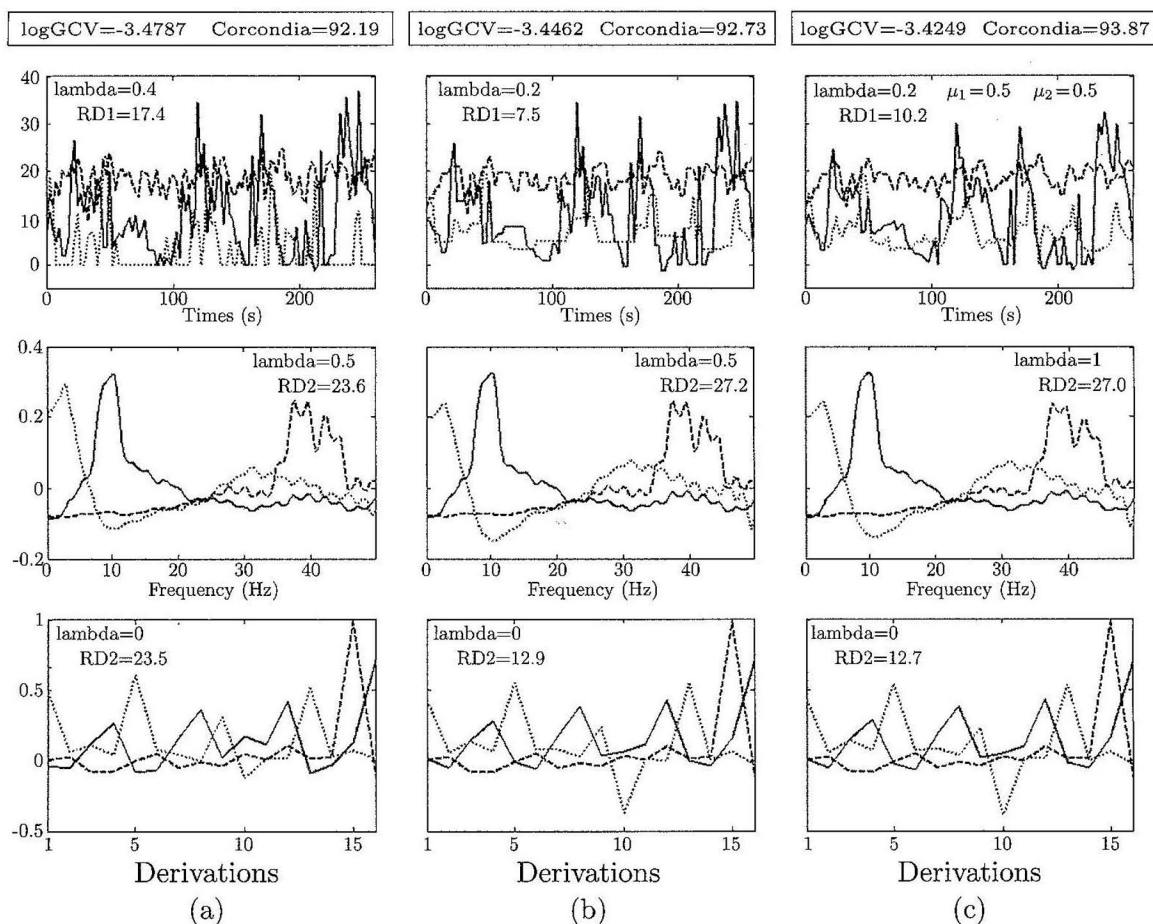 logGCV=-3.4787 Corcondia=92.19
logGCV=-3.4462 Corcondia=92.73
logGCV=-3.4249 Corcondia=93.87
40
30
20
10
0
lambda=0.4
RD1=17.4
0 100 200
Times (s)
lambda=0.2
RD1=7.5
0 100 200
Times (s)
lambda=0.2 μ1=0.5 μ2=0.5
RD1=10.2
0 100 200
Times (s)
0.4
0.2
0
-0.2
lambda=0.5
RD2=23.6
0 10 20 30 40
Frequency (Hz)
lambda=0.5
RD2=27.2
0 10 20 30 40
Frequency (Hz)
lambda=1
RD2=27.0
0 10 20 30 40
Frequency (Hz)
1
0.5
0
-0.5
lambda=0
RD2=23.5
1 5 10 15
Derivations
(a)
lambda=0
RD2=12.9
1 5 10 15
Derivations
(b)
lambda=0
RD2=12.7
1 5 10 15
Derivations
(c)